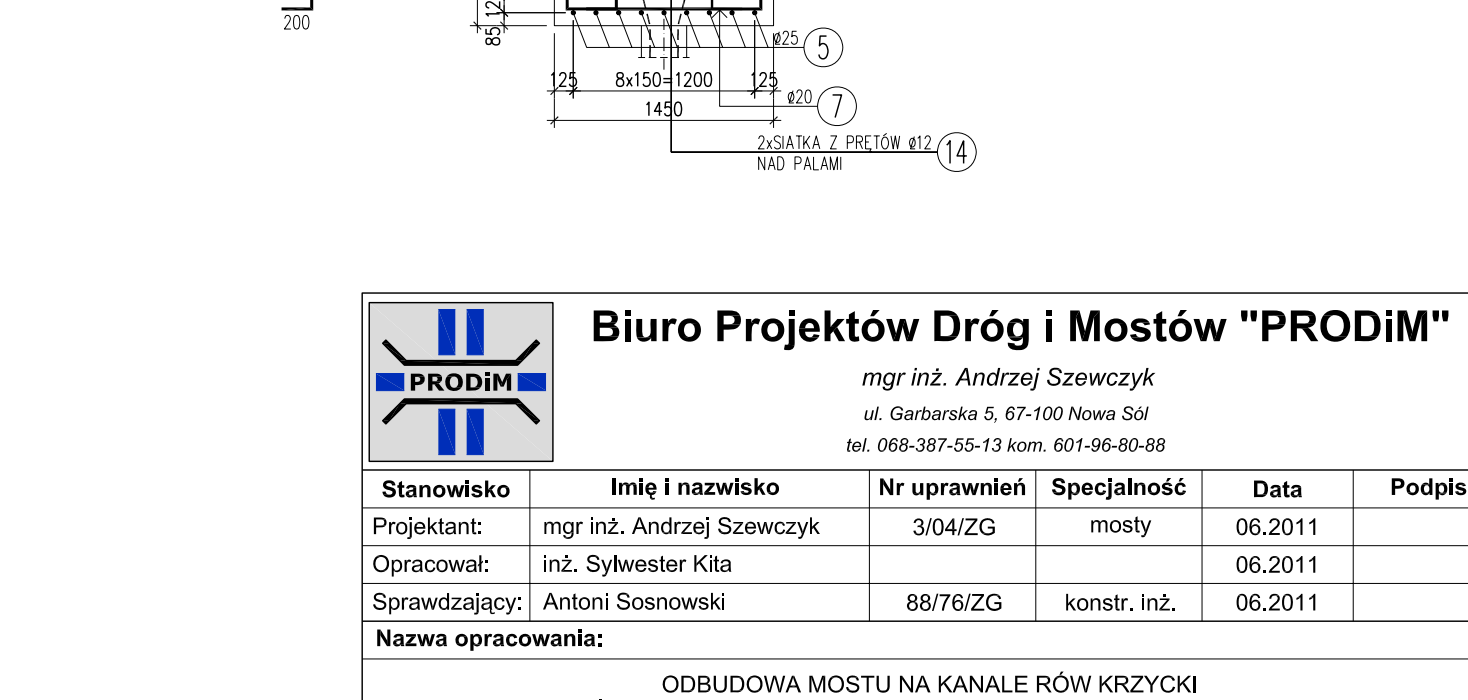 200
85 12
ø25 5
125 8x150=1200 125
ø20 7
1450
2xSIATKA Z PRĘTÓW ø12 14
NAD PALAMI
PRODiM
Biuro Projektów Dróg i Mostów "PRODiM"
mgr inż. Andrzej Szewczyk
ul. Garbarska 5, 67-100 Nowa Sól
tel. 068-387-55-13 kom. 601-96-80-88
Stanowisko Imię i nazwisko Nr uprawnień Specjalność Data Podpis
Projektant: mgr inż. Andrzej Szewczyk 3/04/ZG mosty 06.2011
Opracował: inż. Sylwester Kita 06.2011
Sprawdzający: Antoni Sosnowski 88/76/ZG konstr. inż. 06.2011
Nazwa opracowania:
ODBUDOWA MOSTU NA KANALE RÓW KRZYCKI